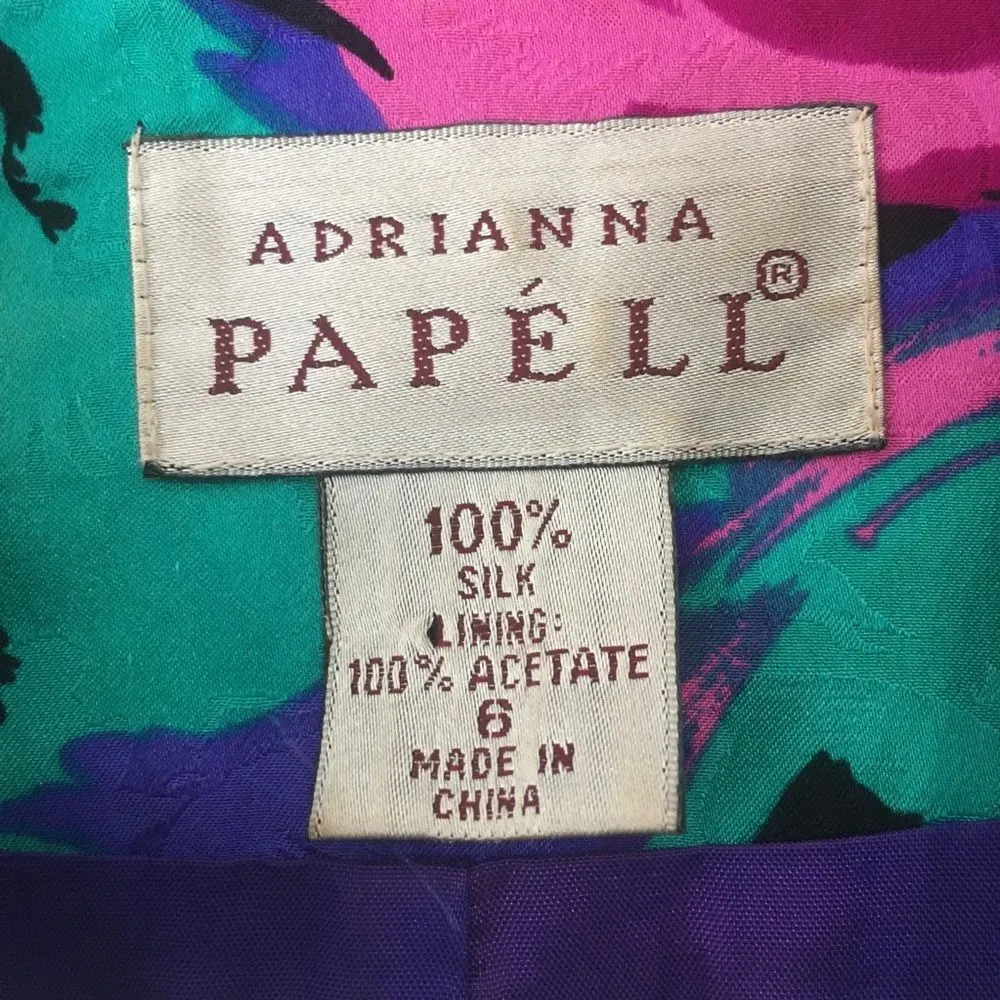 ADRIANNA
PAPÉLL®
100%
SILK
LINING:
100% ACETATE
6
MADE IN
CHINA